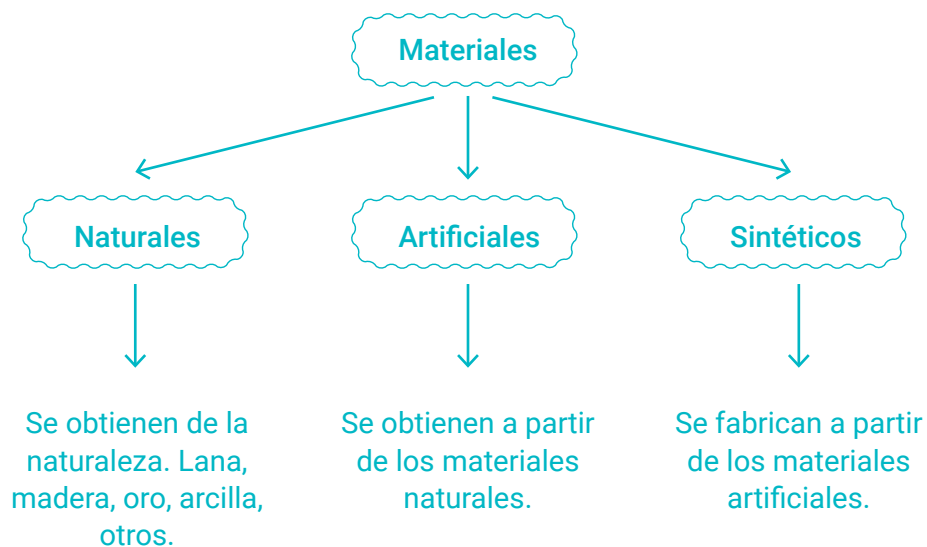 Materiales
Naturales
Artificiales
Sintéticos
Se obtienen de la
naturaleza. Lana,
madera, oro, arcilla,
otros.
Se obtienen a partir
de los materiales
naturales.
Se fabrican a partir
de los materiales
artificiales.